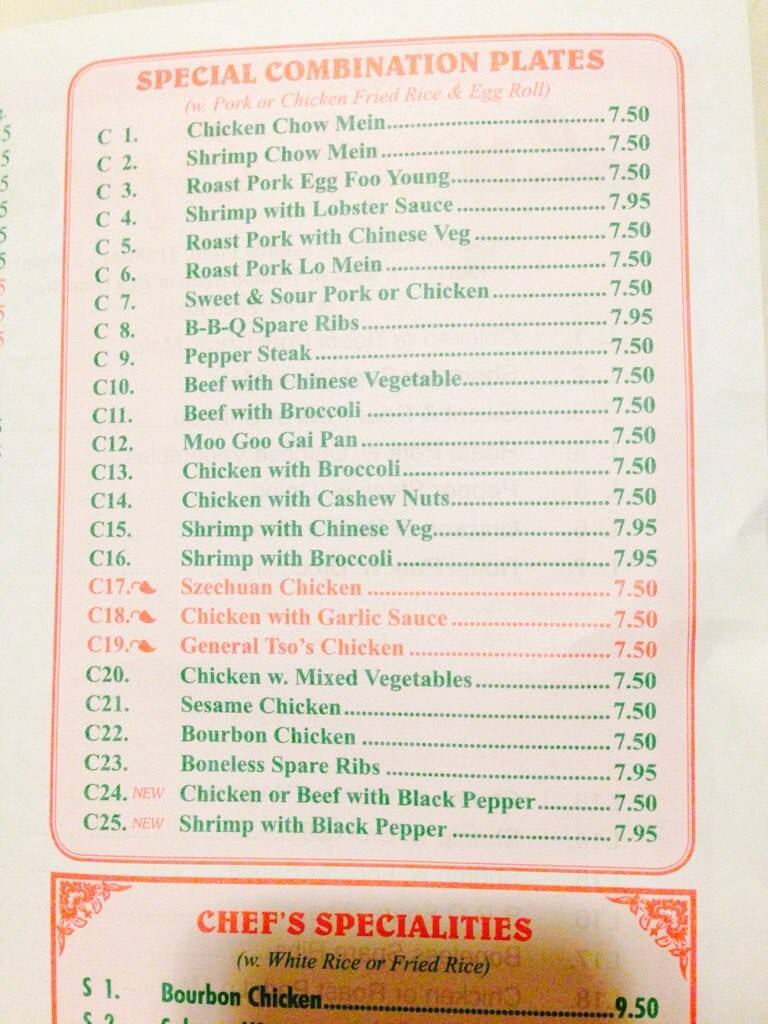 SPECIAL COMBINATION PLATES
(w. Pork or Chicken Fried Rice & Egg Roll)
C 1. Chicken Chow Mein........................................7.50
C 2. Shrimp Chow Mein........................................7.50
C 3. Roast Pork Egg Foo Young...........................7.50
C 4. Shrimp with Lobster Sauce..........................7.95
C 5. Roast Pork with Chinese Veg.......................7.50
C 6. Roast Pork Lo Mein.....................................7.50
C 7. Sweet & Sour Pork or Chicken....................7.50
C 8. B-B-Q Spare Ribs.........................................7.95
C 9. Pepper Steak.................................................7.50
C10. Beef with Chinese Vegetable.........................7.50
C11. Beef with Broccoli.........................................7.50
C12. Moo Goo Gai Pan.........................................7.50
C13. Chicken with Broccoli...................................7.50
C14. Chicken with Cashew Nuts...........................7.50
C15. Shrimp with Chinese Veg..............................7.95
C16. Shrimp with Broccoli....................................7.95
C17. Szechuan Chicken.........................................7.50
C18. Chicken with Garlic Sauce...........................7.50
C19. General Tso's Chicken..................................7.50
C20. Chicken w. Mixed Vegetables.......................7.50
C21. Sesame Chicken............................................7.50
C22. Bourbon Chicken..........................................7.50
C23. Boneless Spare Ribs......................................7.95
C24. NEW Chicken or Beef with Black Pepper............7.50
C25. NEW Shrimp with Black Pepper..........................7.95
CHEF'S SPECIALITIES
(w. White Rice or Fried Rice)
S 1. Bourbon Chicken..........................................9.50
S 2.